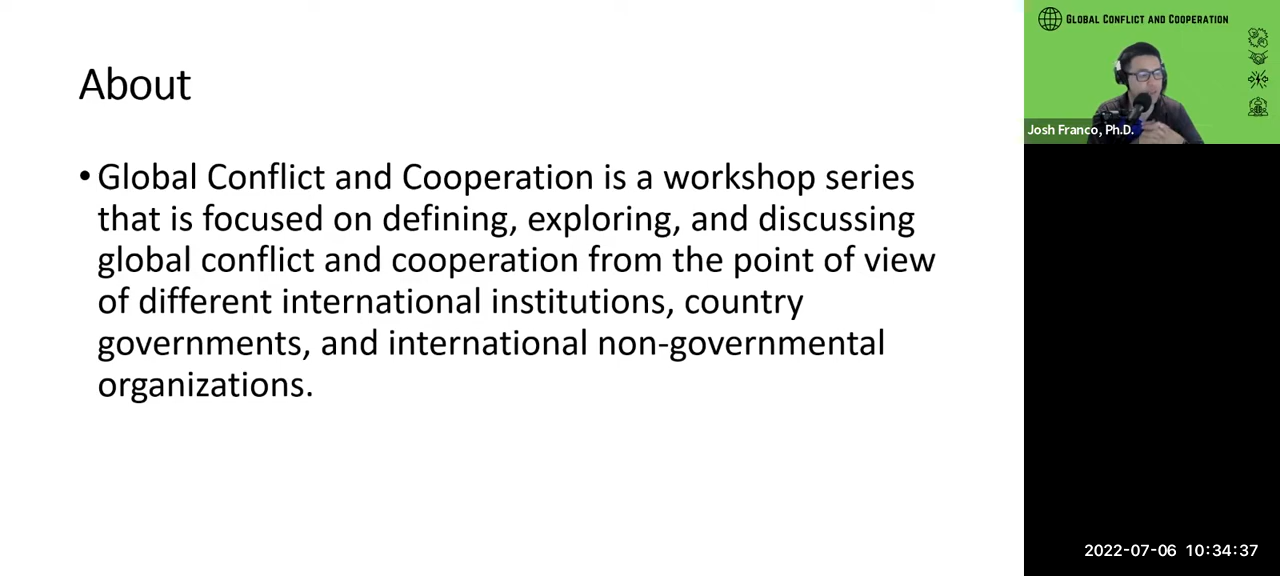 About
• Global Conflict and Cooperation is a workshop series
that is focused on defining, exploring, and discussing
global conflict and cooperation from the point of view
of different international institutions, country
governments, and international non-governmental
organizations.
Global Conflict and Cooperation
Josh Franco, Ph.D.
2022-07-06 10:34:37